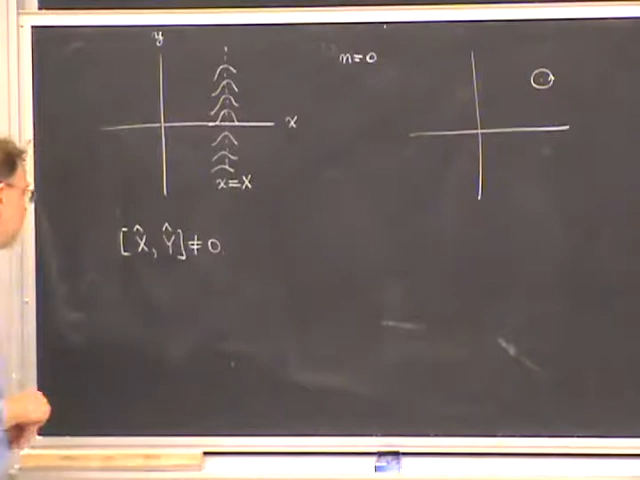 y
n=0
x
x=X
[X̂, Ŷ]≠0.